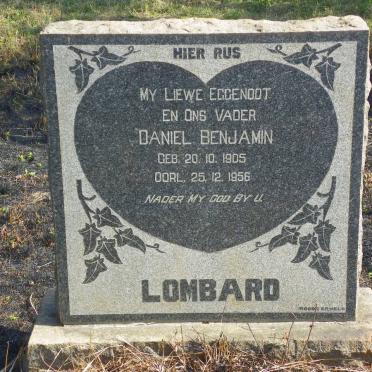 HIER RUS
MY LIEWE EGGENOOT
EN ONS VADER
DANIEL BENJAMIN
GEB. 20. 10. 1905
OORL. 25. 12. 1956
NADER MY GOD BY U.
LOMBARD